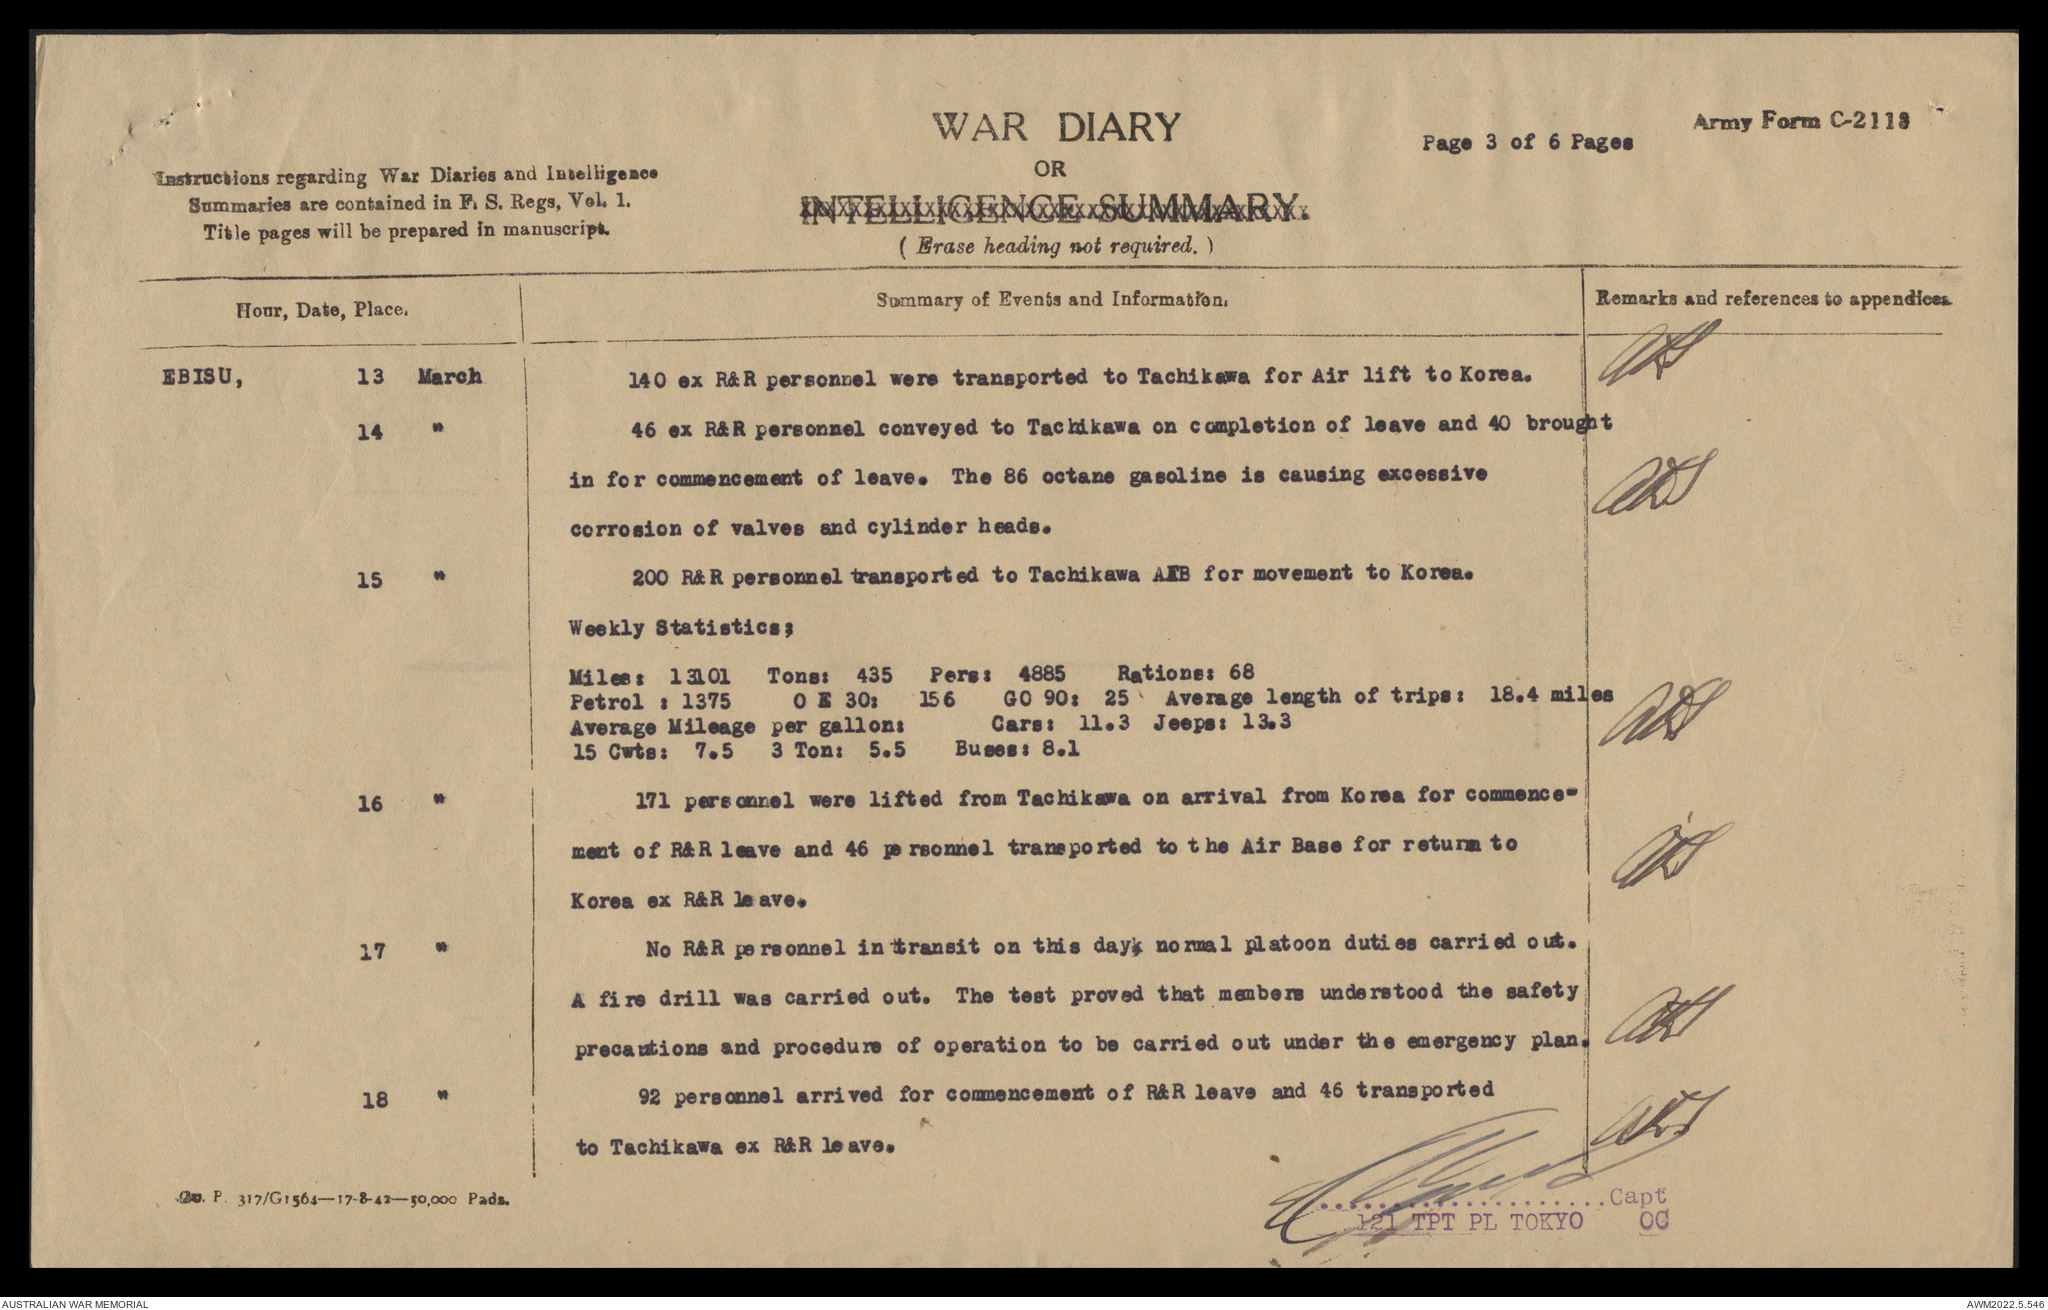 WAR DIARY
OR
INTELLIGENCE SUMMARY.
( Erase heading not required. )
Page 3 of 6 Pages
Army Form C-2118
Instructions regarding War Diaries and Intelligence
Summaries are contained in F. S. Regs, Vol. 1.
Title pages will be prepared in manuscript.
Hour, Date, Place. Summary of Events and Information. Remarks and references to appendices
EBISU, 13 March 140 ex R&R personnel were transported to Tachikawa for Air lift to Korea.
14 " 46 ex R&R personnel conveyed to Tachikawa on completion of leave and 40 brought
in for commencement of leave. The 86 octane gasoline is causing excessive
corrosion of valves and cylinder heads.
15 " 200 R&R personnel transported to Tachikawa AFB for movement to Korea.
Weekly Statistics;
Miles: 13101 Tons: 435 Pers: 4885 Rations: 68
Petrol : 1375 O E 30: 156 GO 90: 25 Average length of trips: 18.4 miles
Average Mileage per gallon: Cars: 11.3 Jeeps: 13.3
15 Cwts: 7.5 3 Ton: 5.5 Buses: 8.1
16 " 171 personnel were lifted from Tachikawa on arrival from Korea for commence-
ment of R&R leave and 46 personnel transported to the Air Base for return to
Korea ex R&R leave.
17 " No R&R personnel in transit on this day, normal platoon duties carried out.
A fire drill was carried out. The test proved that members understood the safety
precautions and procedure of operation to be carried out under the emergency plan.
18 " 92 personnel arrived for commencement of R&R leave and 46 transported
to Tachikawa ex R&R leave.
P. 317/G1564—17-8-42—50,000 Pads.
....................Capt
121 TPT PL TOKYO OC
AUSTRALIAN WAR MEMORIAL
AWM2022.5.546